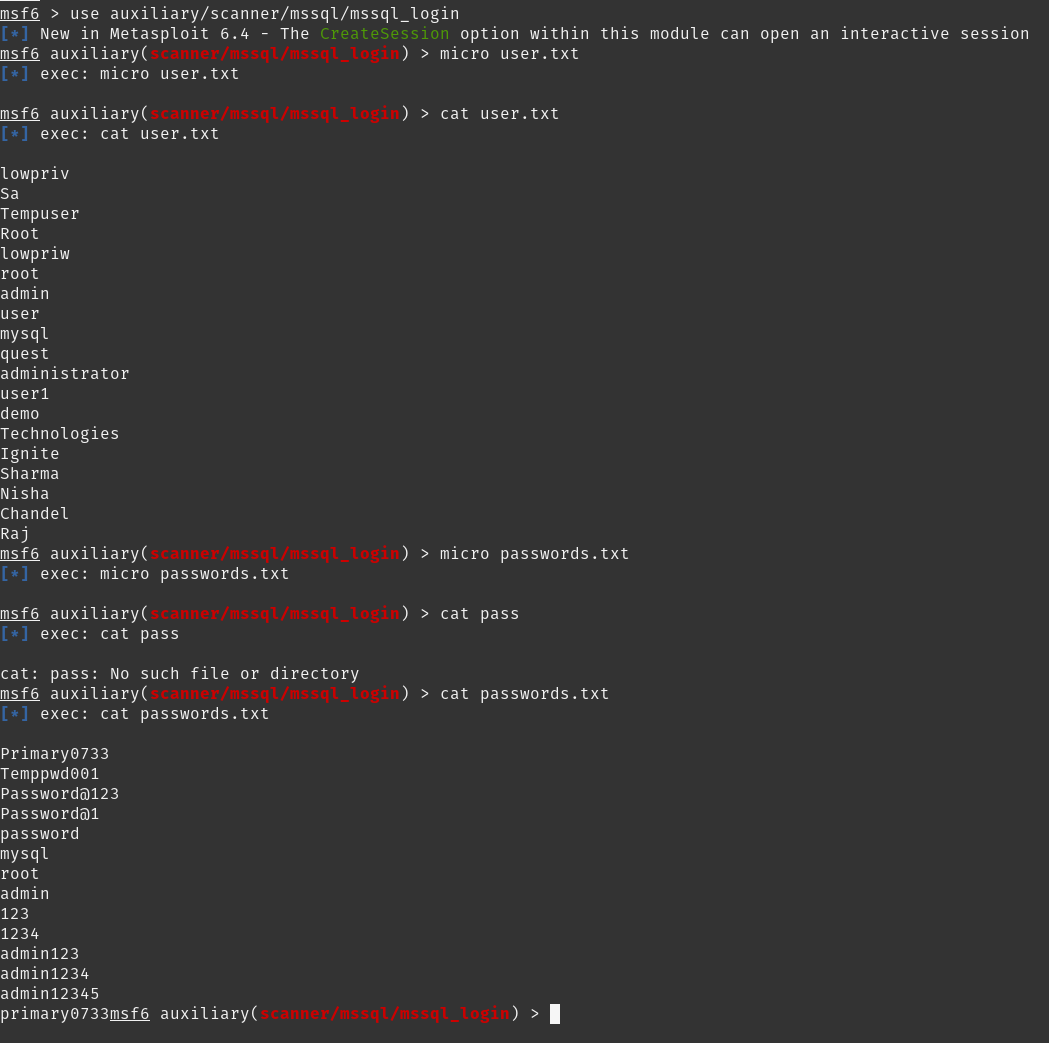 msf6 > use auxiliary/scanner/mssql/mssql_login
[*] New in Metasploit 6.4 - The CreateSession option within this module can open an interactive session
msf6 auxiliary(scanner/mssql/mssql_login) > micro user.txt
[*] exec: micro user.txt
msf6 auxiliary(scanner/mssql/mssql_login) > cat user.txt
[*] exec: cat user.txt
lowpriv
Sa
Tempuser
Root
lowpriw
root
admin
user
mysql
quest
administrator
user1
demo
Technologies
Ignite
Sharma
Nisha
Chandel
Raj
msf6 auxiliary(scanner/mssql/mssql_login) > micro passwords.txt
[*] exec: micro passwords.txt
msf6 auxiliary(scanner/mssql/mssql_login) > cat pass
[*] exec: cat pass
cat: pass: No such file or directory
msf6 auxiliary(scanner/mssql/mssql_login) > cat passwords.txt
[*] exec: cat passwords.txt
Primary0733
Temppwd001
Password@123
Password@1
password
mysql
root
admin
123
1234
admin123
admin1234
admin12345
primary0733msf6 auxiliary(scanner/mssql/mssql_login) >